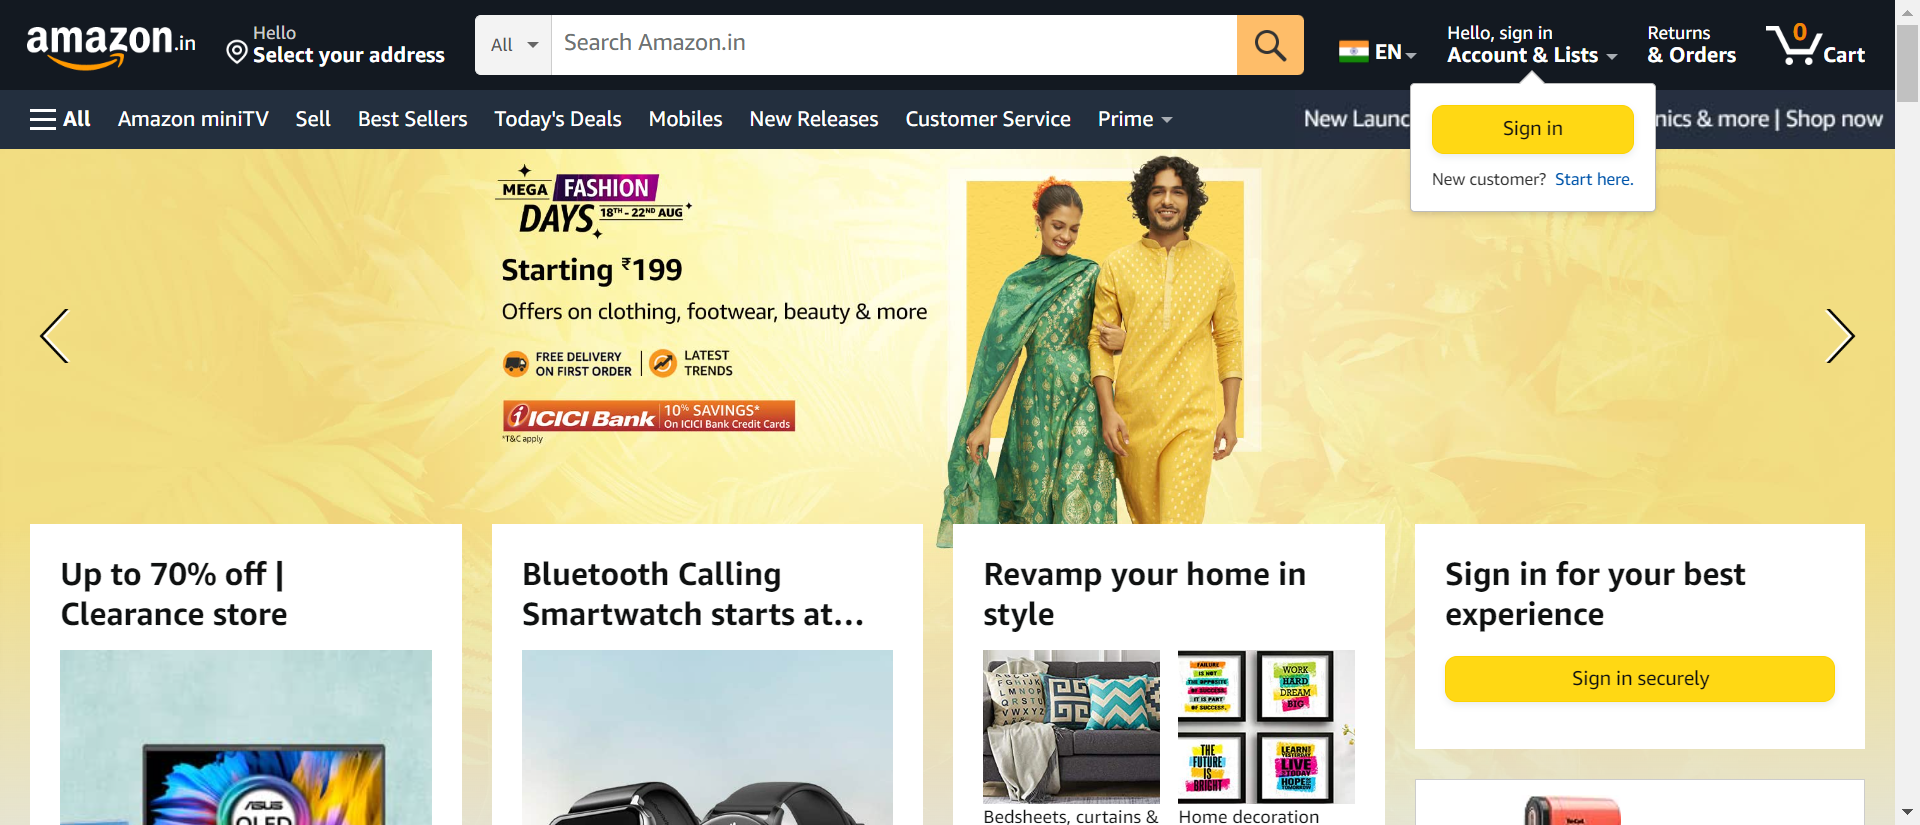 amazon.in
Hello
Select your address
All
Search Amazon.in
EN
Hello, sign in
Account & Lists
Returns
& Orders
0
Cart
All
Amazon miniTV
Sell
Best Sellers
Today's Deals
Mobiles
New Releases
Customer Service
Prime
New Launc
nics & more | Shop now
Sign in
New customer? Start here.
MEGA FASHION
DAYS 18TH - 22ND AUG
Starting ₹199
Offers on clothing, footwear, beauty & more
FREE DELIVERY
ON FIRST ORDER
LATEST
TRENDS
ICICI Bank
10% SAVINGS*
On ICICI Bank Credit Cards
*T&C apply
Up to 70% off |
Clearance store
ASUS
OLED
Bluetooth Calling
Smartwatch starts at...
Revamp your home in
style
FGHIJK
LMNOP
QRSTU
VWXYZ
FAILURE
IS NOT
THE OPPOSITE
OF SUCCESS.
IT IS PART
OF SUCCESS.
WORK
HARD
DREAM
BIG
THE
FUTURE
IS
BRIGHT
LEARN FROM
YESTERDAY
LIVE
TODAY
HOPE
TOMORROW
Bedsheets, curtains &
Home decoration
Sign in for your best
experience
Sign in securely